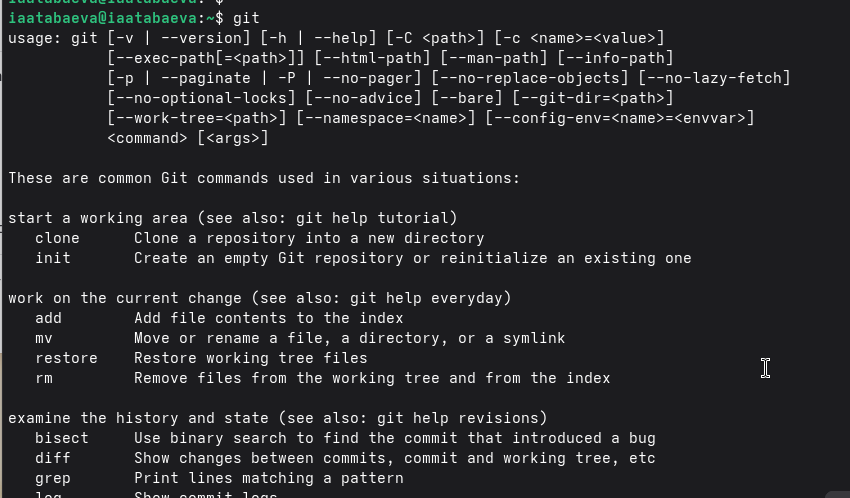 iaatabaeva@iaatabaeva:~$ git
usage: git [-v | --version] [-h | --help] [-C <path>] [-c <name>=<value>]
           [--exec-path[=<path>]] [--html-path] [--man-path] [--info-path]
           [-p | --paginate | -P | --no-pager] [--no-replace-objects] [--no-lazy-fetch]
           [--no-optional-locks] [--no-advice] [--bare] [--git-dir=<path>]
           [--work-tree=<path>] [--namespace=<name>] [--config-env=<name>=<envvar>]
           <command> [<args>]

These are common Git commands used in various situations:

start a working area (see also: git help tutorial)
   clone      Clone a repository into a new directory
   init       Create an empty Git repository or reinitialize an existing one

work on the current change (see also: git help everyday)
   add        Add file contents to the index
   mv         Move or rename a file, a directory, or a symlink
   restore    Restore working tree files
   rm         Remove files from the working tree and from the index

examine the history and state (see also: git help revisions)
   bisect     Use binary search to find the commit that introduced a bug
   diff       Show changes between commits, commit and working tree, etc
   grep       Print lines matching a pattern
   log        Show commit logs